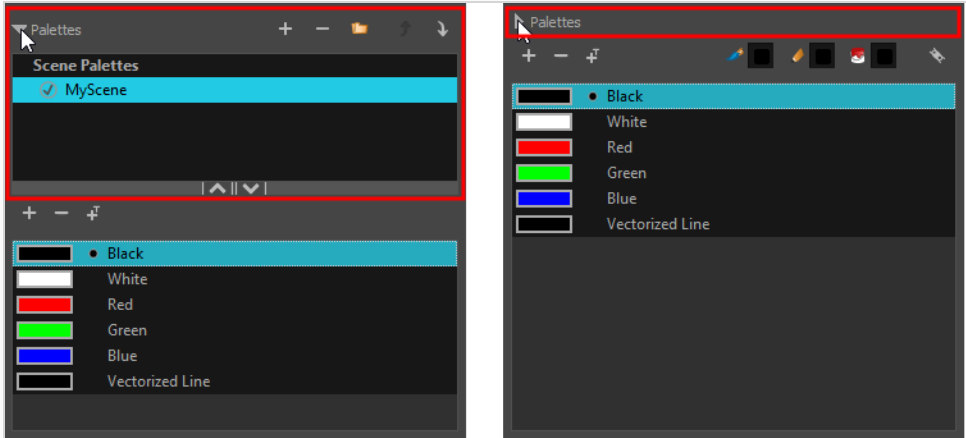 Palettes
Scene Palettes
MyScene
Black
White
Red
Green
Blue
Vectorized Line
Palettes
Black
White
Red
Green
Blue
Vectorized Line